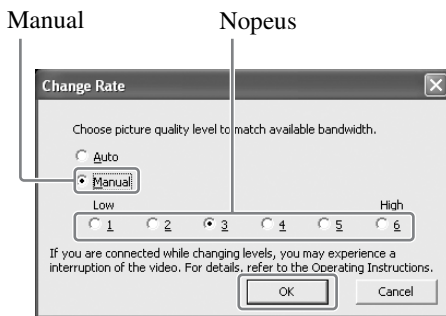 Manual Nopeus
Change Rate
Choose picture quality level to match available bandwidth.
Auto
Manual
Low High
1 2 3 4 5 6
If you are connected while changing levels, you may experience a
interruption of the video. For details, refer to the Operating Instructions.
OK Cancel